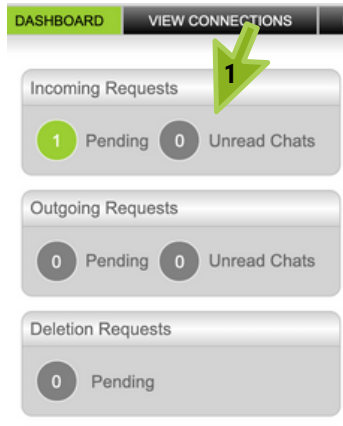 DASHBOARD VIEW CONNECTIONS
1
Incoming Requests
1 Pending 0 Unread Chats
Outgoing Requests
0 Pending 0 Unread Chats
Deletion Requests
0 Pending